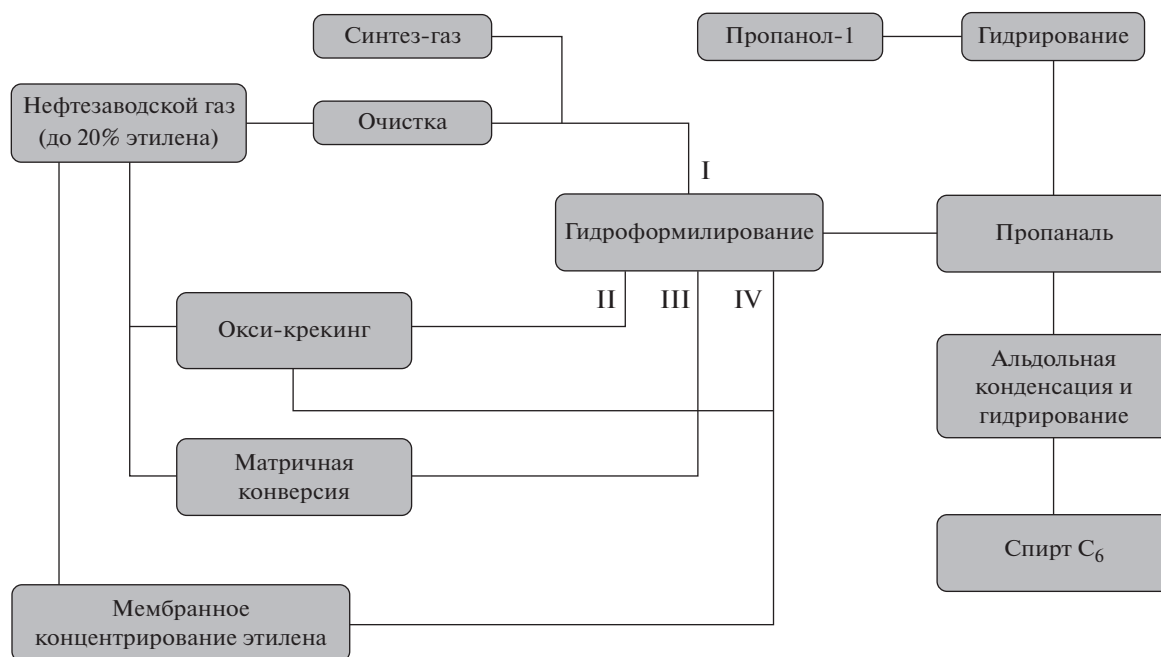 Синтез-газ
Пропанол-1
Гидрирование
Нефтезаводской газ
(до 20% этилена)
Очистка
I
Гидроформилирование
Пропаналь
II
III
IV
Окси-крекинг
Альдольная
конденсация и
гидрирование
Матричная
конверсия
Спирт C₆
Мембранное
концентрирование этилена